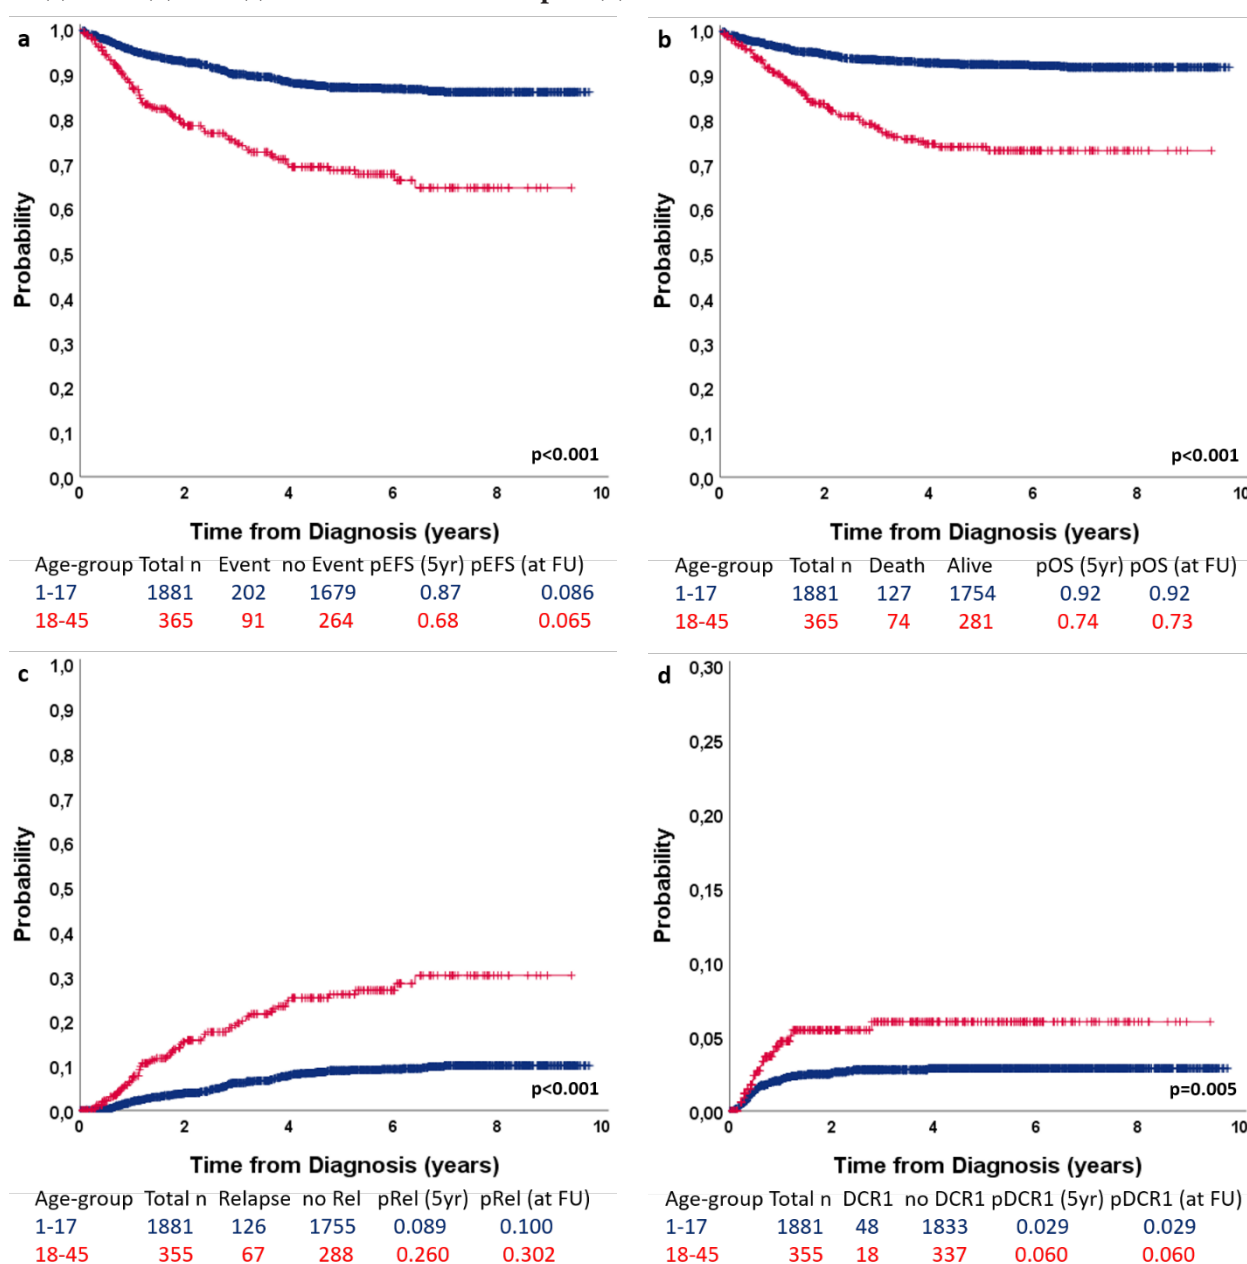 a
1,0
0,9
0,8
0,7
0,6
0,5
0,4
0,3
0,2
0,1
0,0
Probability
p<0.001
0 2 4 6 8 10
Time from Diagnosis (years)
Age-group Total n Event no Event pEFS (5yr) pEFS (at FU)
1-17 1881 202 1679 0.87 0.086
18-45 365 91 264 0.68 0.065
b
1,0
0,9
0,8
0,7
0,6
0,5
0,4
0,3
0,2
0,1
0,0
Probability
p<0.001
0 2 4 6 8 10
Time from Diagnosis (years)
Age-group Total n Death Alive pOS (5yr) pOS (at FU)
1-17 1881 127 1754 0.92 0.92
18-45 365 74 281 0.74 0.73
c
1,0
0,9
0,8
0,7
0,6
0,5
0,4
0,3
0,2
0,1
0,0
Probability
p<0.001
0 2 4 6 8 10
Time from Diagnosis (years)
Age-group Total n Relapse no Rel pRel (5yr) pRel (at FU)
1-17 1881 126 1755 0.089 0.100
18-45 355 67 288 0.260 0.302
d
0,30
0,25
0,20
0,15
0,10
0,05
0,00
Probability
p=0.005
0 2 4 6 8 10
Time from Diagnosis (years)
Age-group Total n DCR1 no DCR1 pDCR1 (5yr) pDCR1 (at FU)
1-17 1881 48 1833 0.029 0.029
18-45 355 18 337 0.060 0.060